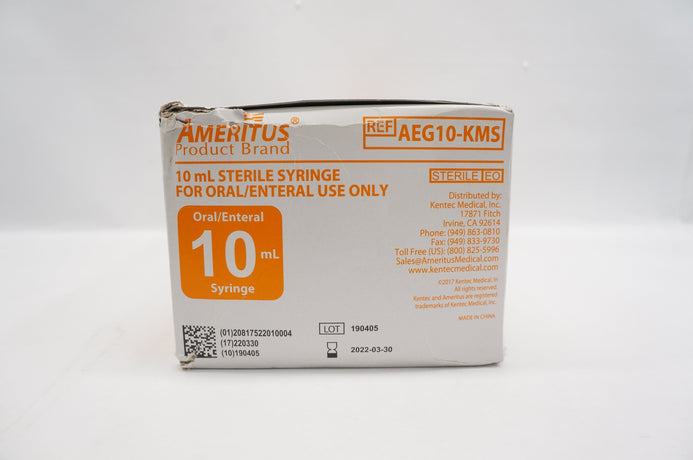 AMERITUS®
Product Brand
REF AEG10-KMS
10 mL STERILE SYRINGE
FOR ORAL/ENTERAL USE ONLY
STERILE EO
Oral/Enteral
10 mL
Syringe
Distributed by:
Kentec Medical, Inc.
17871 Fitch
Irvine, CA 92614
Phone: (949) 863-0810
Fax: (949) 833-9730
Toll Free (US): (800) 825-5996
Sales@AmeritusMedical.com
www.kentecmedical.com
©2017 Kentec Medical, In
All rights reserved.
Kentec and Ameritus are registered
trademarks of Kentec Medical, Inc.
MADE IN CHINA
(01)20817522010004
(17)220330
(10)190405
LOT 190405
2022-03-30